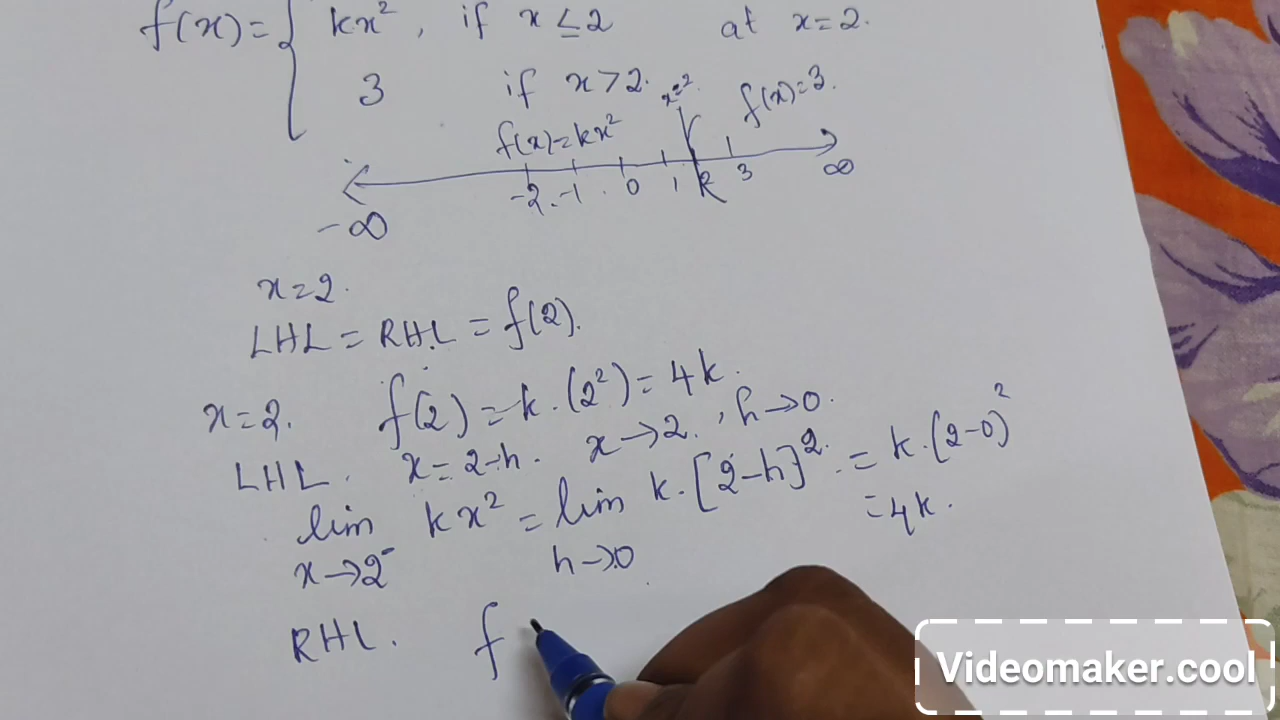 f(x) = { kx², if x ≤ 2 at x = 2.
3 if x > 2.
x=2 f(x)=3.
f(x)=kx²
-2 -1 0 1 2 3 ∞
-∞
x=2.
LHL = RHL = f(2).
x=2. f(2) = k.(2²) = 4k.
LHL. x=2-h. x→2, h→0.
lim kx² = lim k.[2-h]². = k.(2-0)²
x→2⁻ h→0 = 4k.
RHL. f
Videomaker.cool